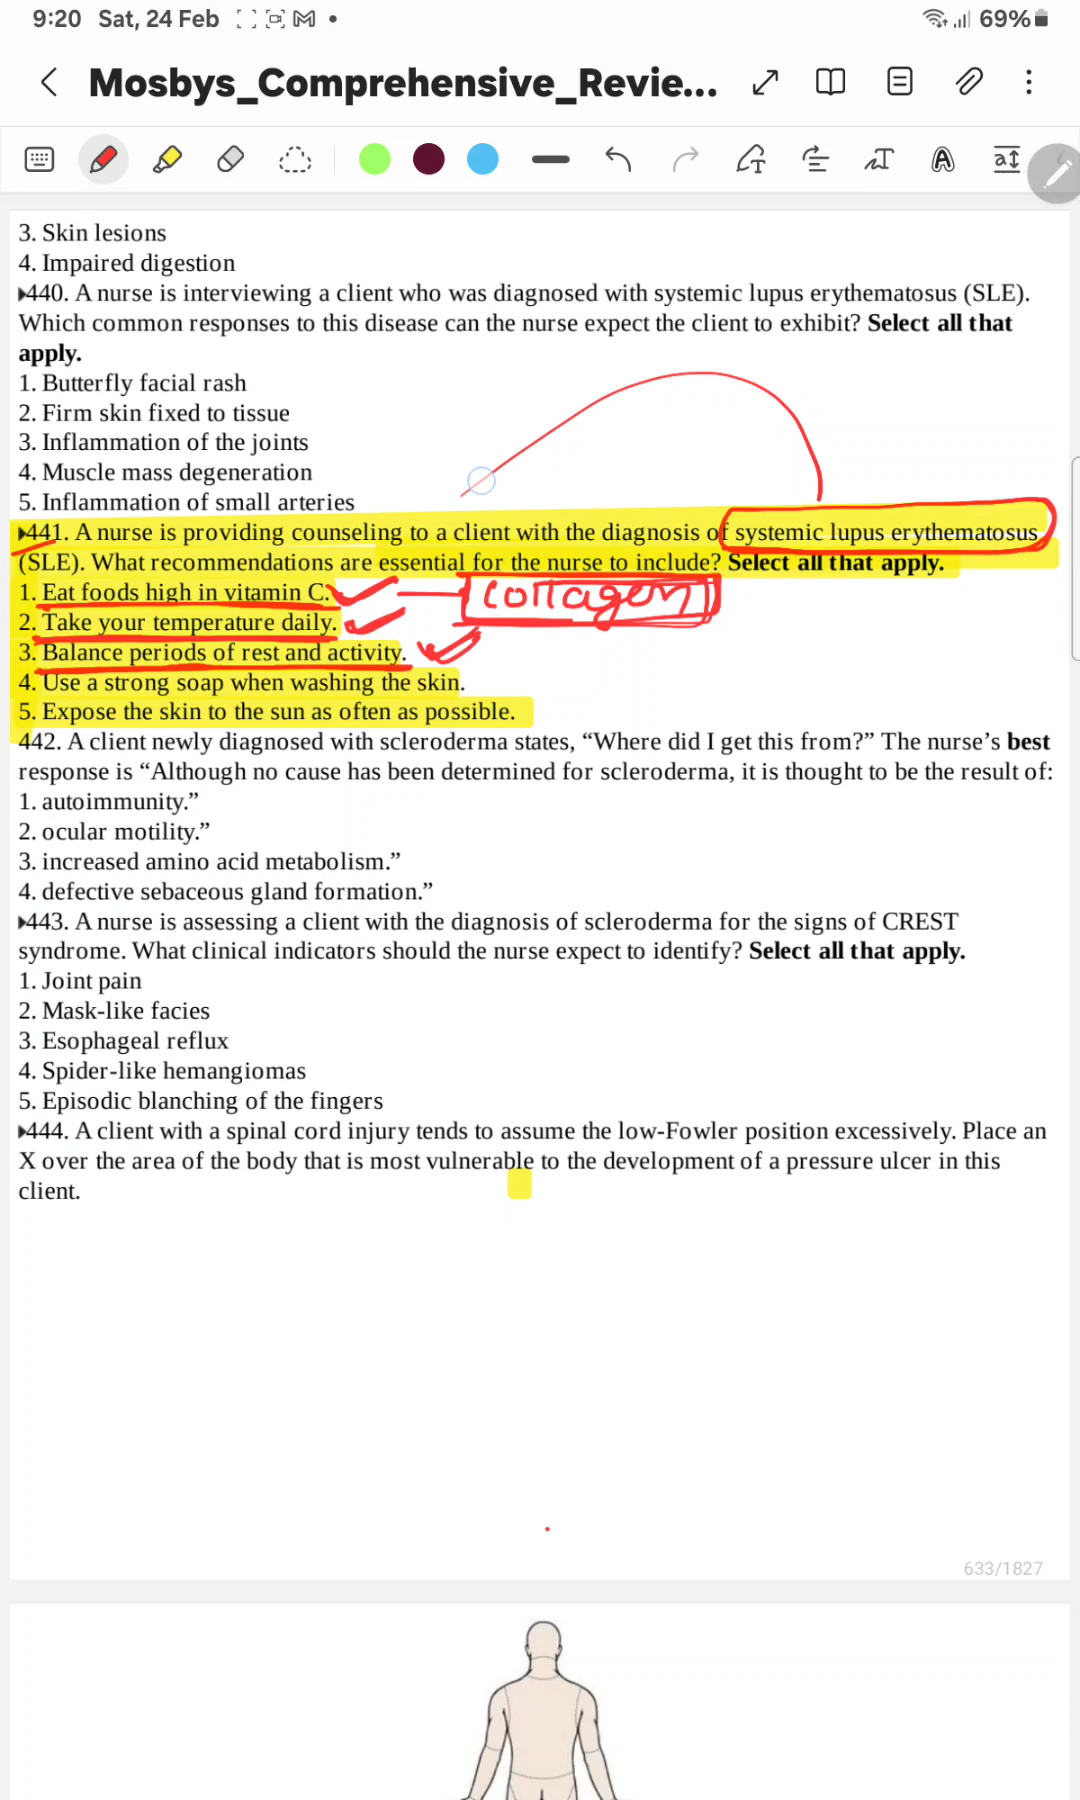 9:20 Sat, 24 Feb
69%
Mosbys_Comprehensive_Revie...
3. Skin lesions
4. Impaired digestion
440. A nurse is interviewing a client who was diagnosed with systemic lupus erythematosus (SLE).
Which common responses to this disease can the nurse expect the client to exhibit? Select all that
apply.
1. Butterfly facial rash
2. Firm skin fixed to tissue
3. Inflammation of the joints
4. Muscle mass degeneration
5. Inflammation of small arteries
441. A nurse is providing counseling to a client with the diagnosis of systemic lupus erythematosus
(SLE). What recommendations are essential for the nurse to include? Select all that apply.
1. Eat foods high in vitamin C. Collagen
2. Take your temperature daily.
3. Balance periods of rest and activity.
4. Use a strong soap when washing the skin.
5. Expose the skin to the sun as often as possible.
442. A client newly diagnosed with scleroderma states, “Where did I get this from?” The nurse’s best
response is “Although no cause has been determined for scleroderma, it is thought to be the result of:
1. autoimmunity.”
2. ocular motility.”
3. increased amino acid metabolism.”
4. defective sebaceous gland formation.”
443. A nurse is assessing a client with the diagnosis of scleroderma for the signs of CREST
syndrome. What clinical indicators should the nurse expect to identify? Select all that apply.
1. Joint pain
2. Mask-like facies
3. Esophageal reflux
4. Spider-like hemangiomas
5. Episodic blanching of the fingers
444. A client with a spinal cord injury tends to assume the low-Fowler position excessively. Place an
X over the area of the body that is most vulnerable to the development of a pressure ulcer in this
client.
633/1827